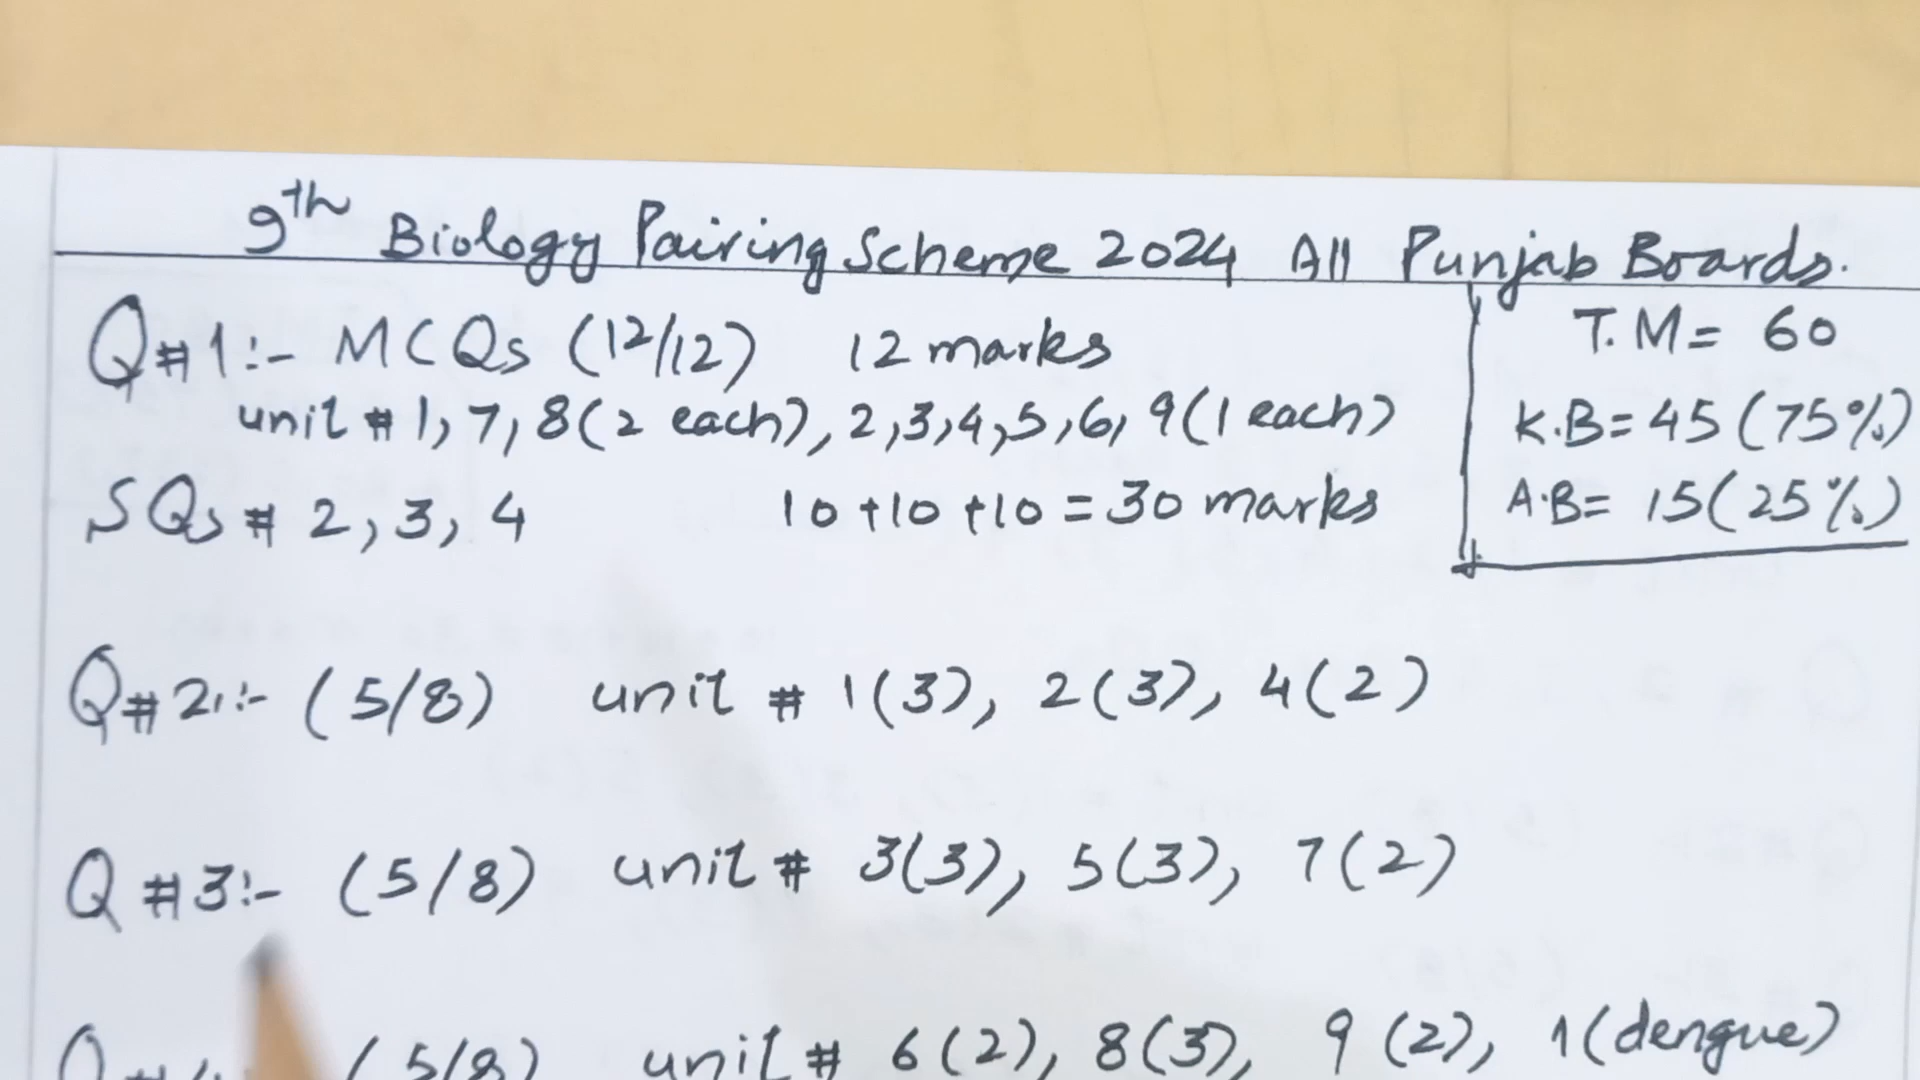 9th Biology Pairing Scheme 2024 All Punjab Boards.
Q#1:- MCQs (12/12) 12 marks
unit # 1, 7, 8(2 each), 2,3,4,5,6, 9(1 each)
SQs # 2, 3, 4 10+10+10 = 30 marks
T.M= 60
K.B=45(75%)
A.B= 15(25%)
Q#2:- (5/8) unit # 1(3), 2(3), 4(2)
Q#3:- (5/8) unit # 3(3), 5(3), 7(2)
(5/8) unit # 6(2), 8(3), 9(2), 1(dengue)